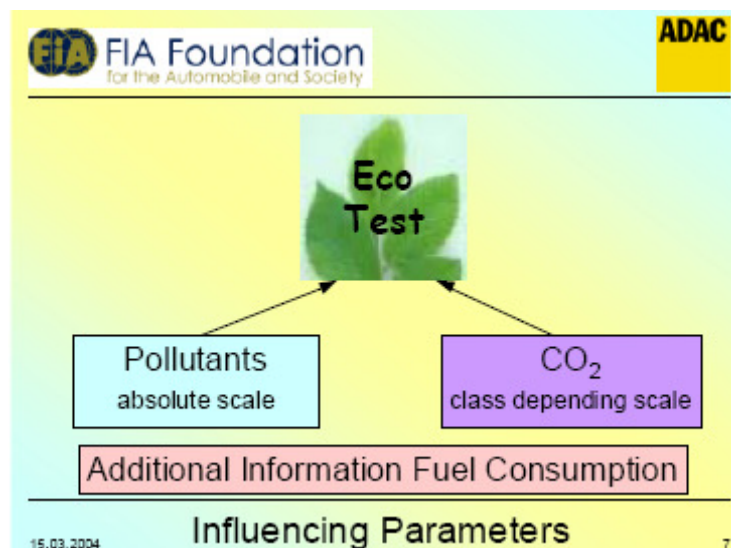 FiA FIA Foundation
for the Automobile and Society
ADAC
Eco
Test
Pollutants
absolute scale
CO₂
class depending scale
Additional Information Fuel Consumption
Influencing Parameters
15.03.2004
7